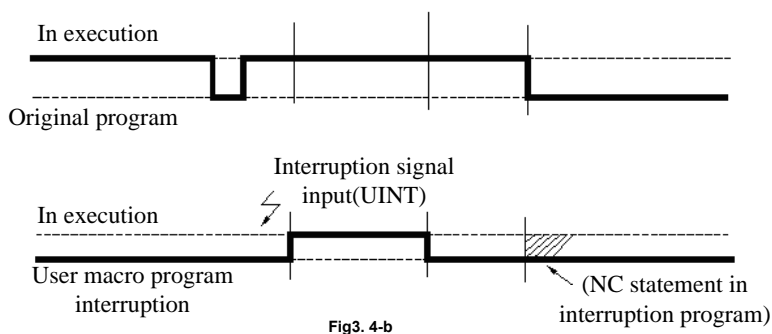 In execution
Original program
Interruption signal
input(UINT)
In execution
User macro program
interruption
(NC statement in
interruption program)
Fig3. 4-b